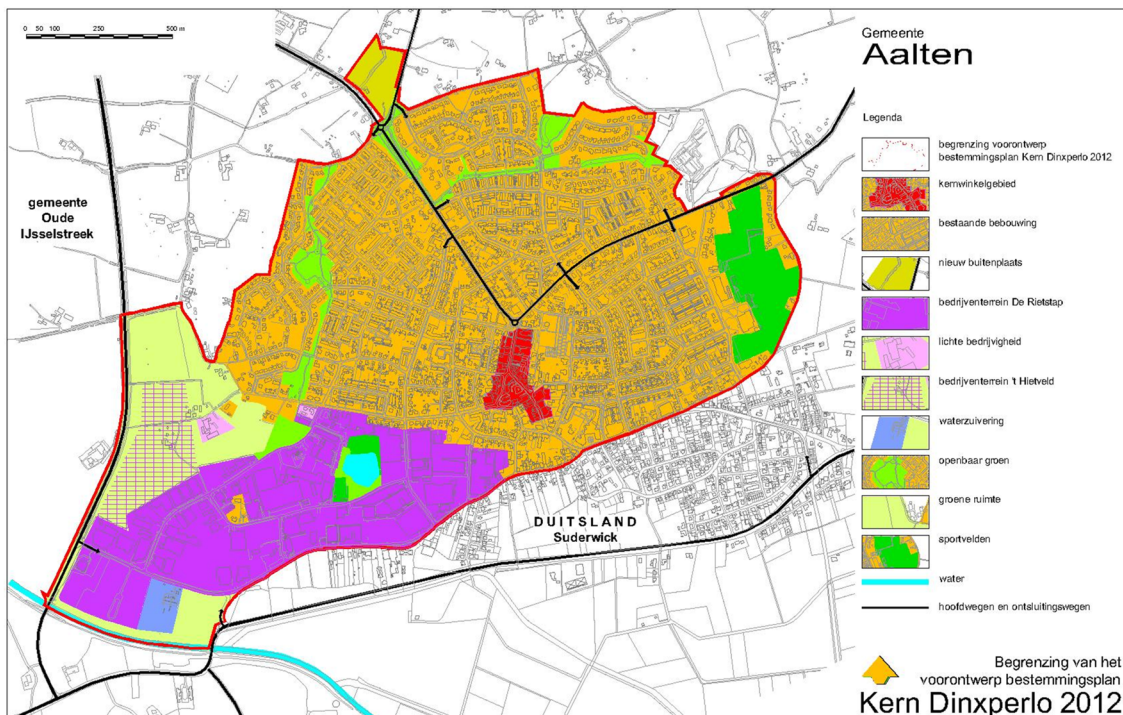 0 50 100 250 500 m
gemeente
Oude
IJsselstreek
DUITSLAND
Suderwick
Gemeente
Aalten
Legenda
begrenzing voorontwerp
bestemmingsplan Kern Dinxperlo 2012
kernwinkelgebied
bestaande bebouwing
nieuw buitenplaats
bedrijventerrein De Rietstap
lichte bedrijvigheid
bedrijventerrein 't Hietveld
waterzuivering
openbaar groen
groene ruimte
sportvelden
water
hoofdwegen en ontsluitingswegen
Begrenzing van het
voorontwerp bestemmingsplan
Kern Dinxperlo 2012